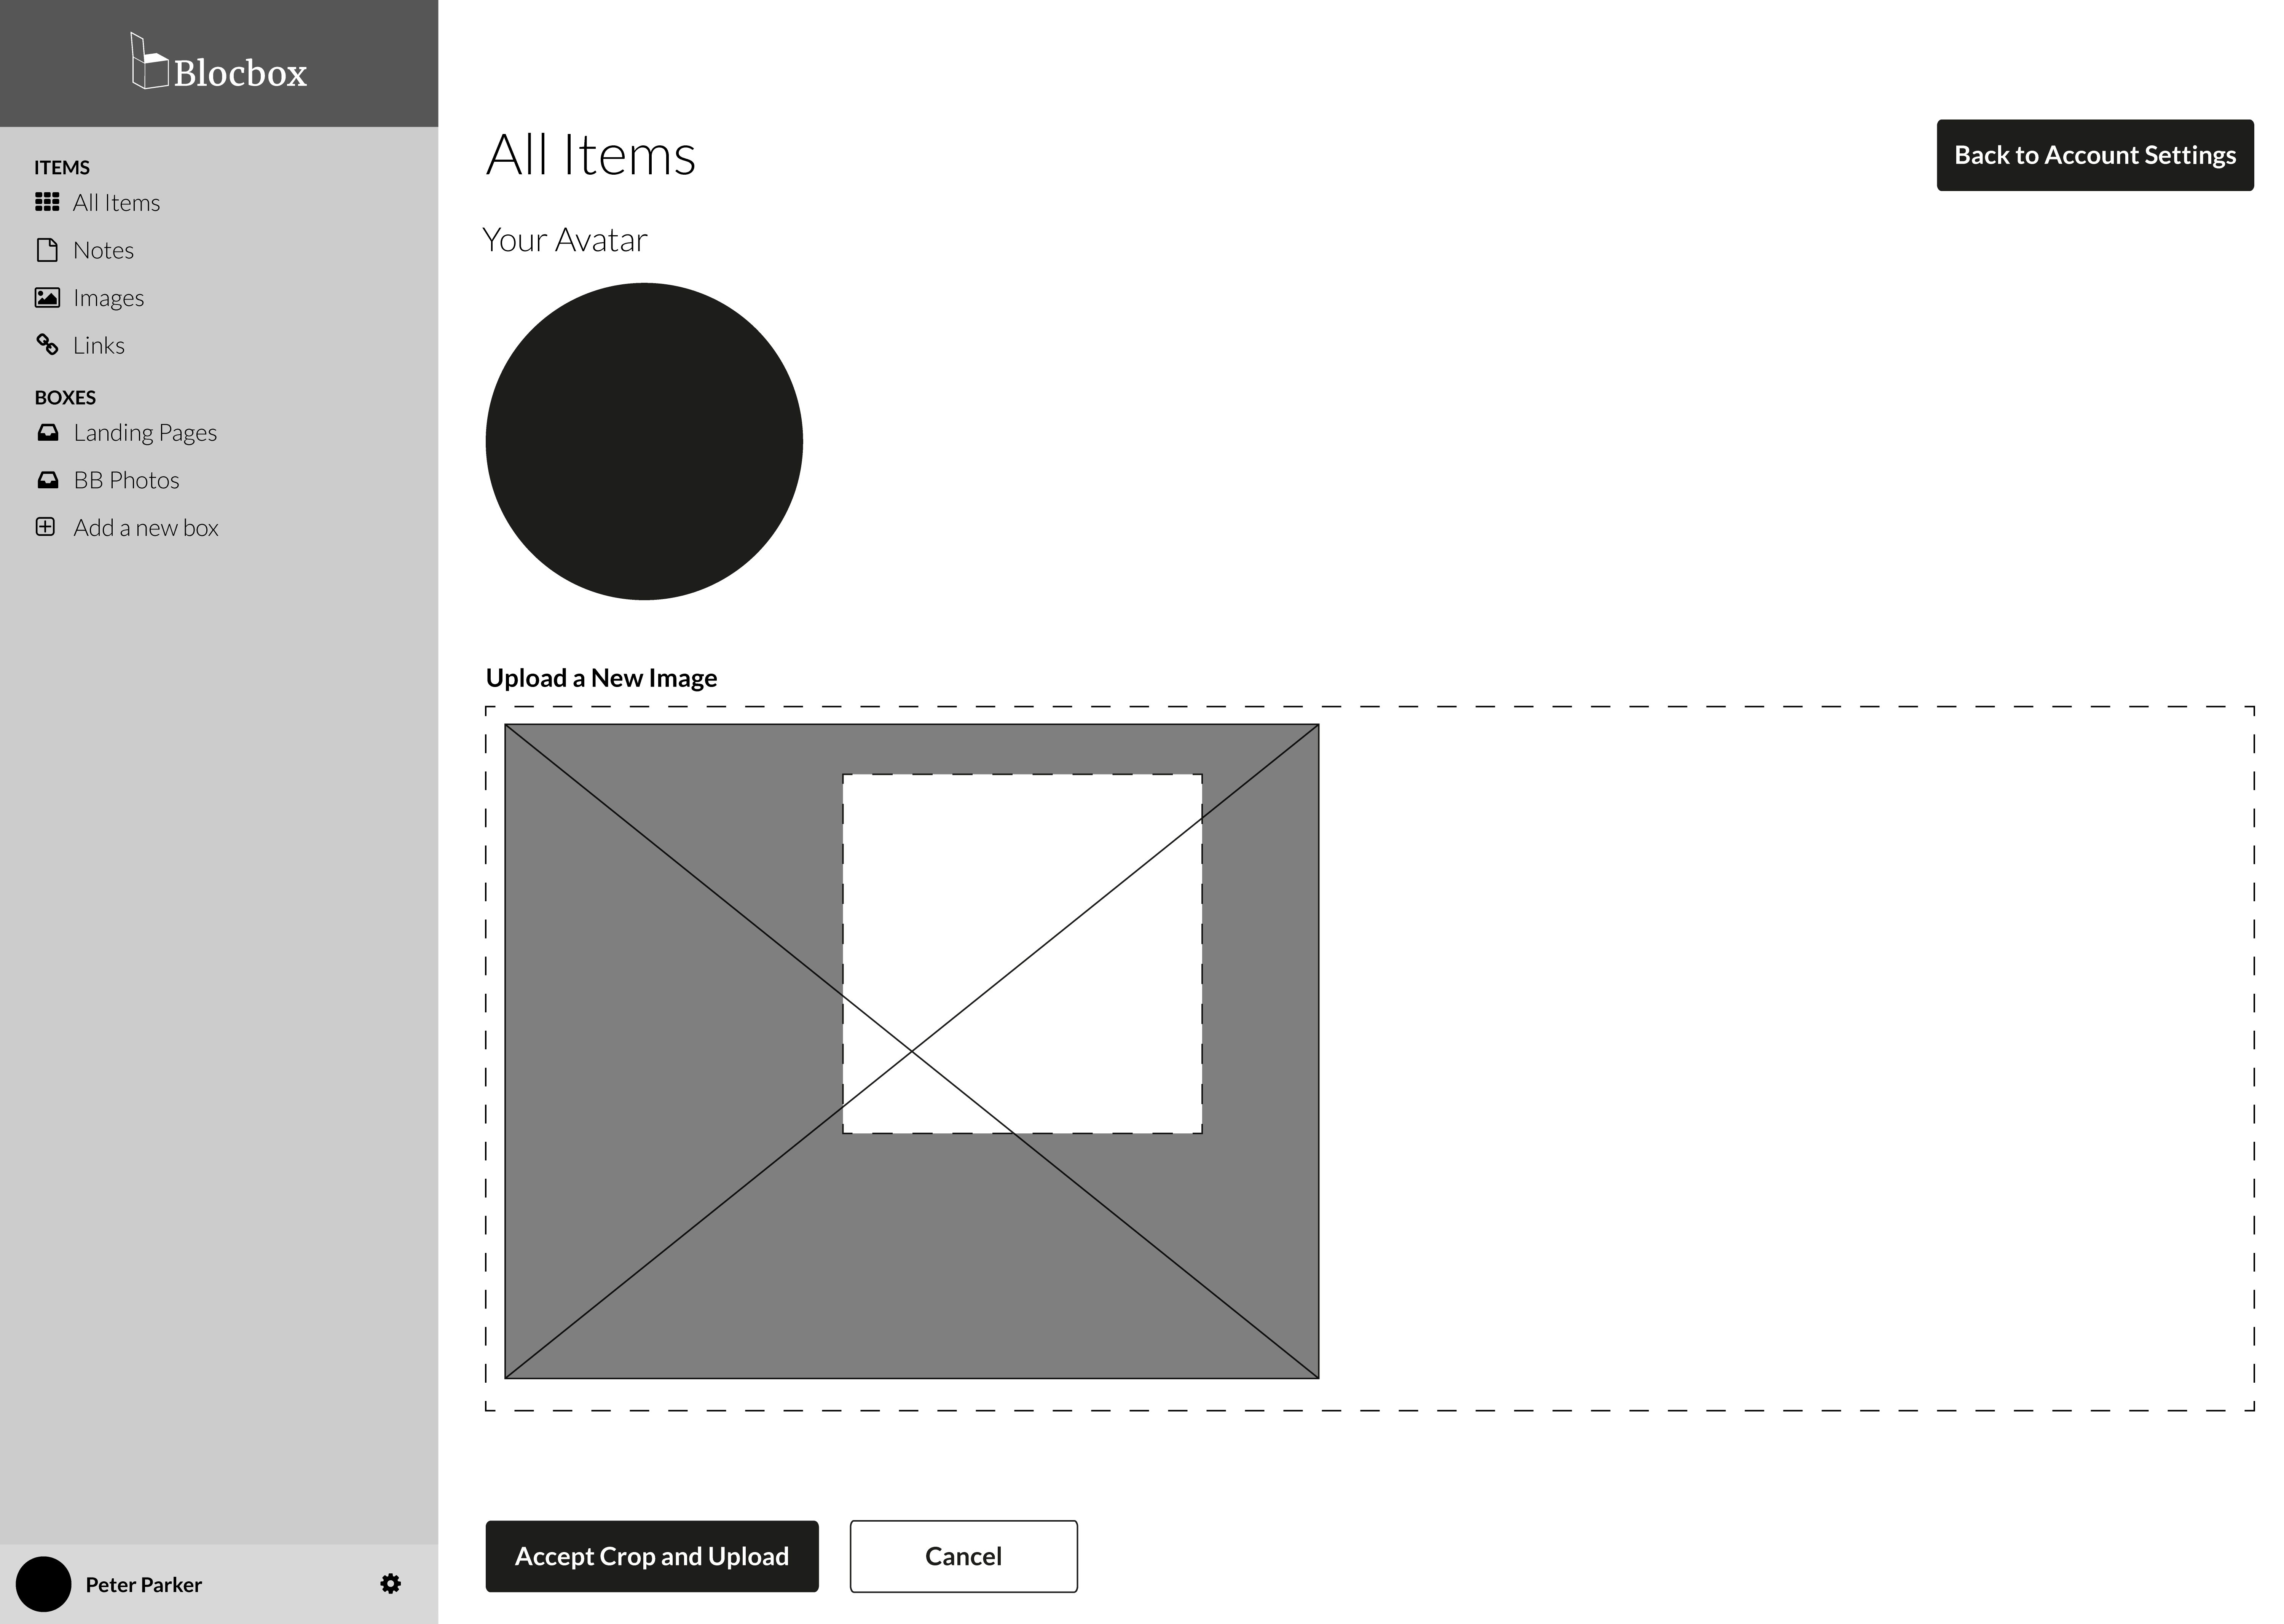 Blocbox
ITEMS
All Items
Notes
Images
Links
BOXES
Landing Pages
BB Photos
Add a new box
Peter Parker
All Items
Back to Account Settings
Your Avatar
Upload a New Image
Accept Crop and Upload
Cancel